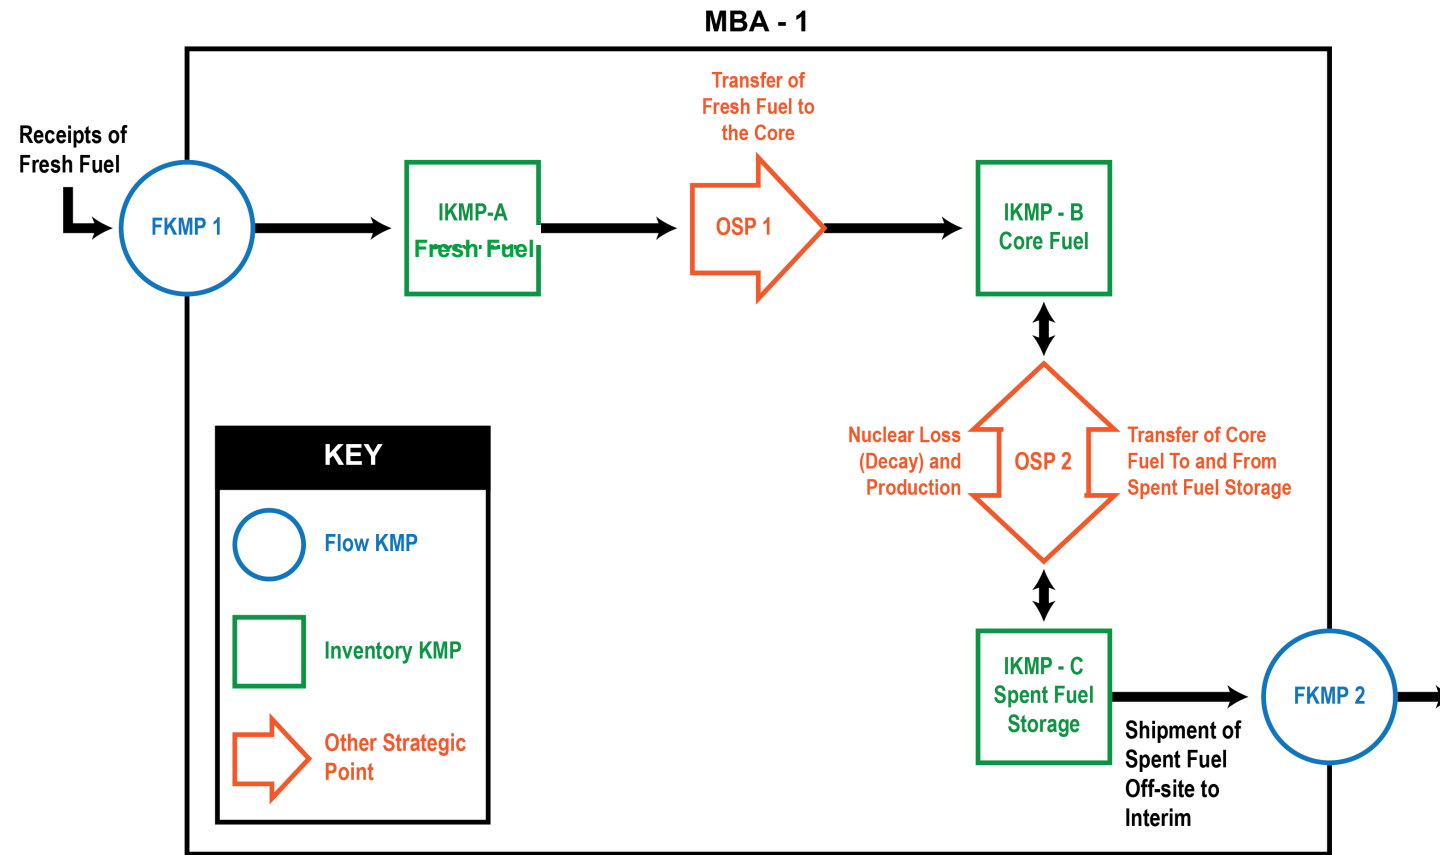 MBA - 1
Receipts of
Fresh Fuel
FKMP 1
IKMP-A
Fresh Fuel
Transfer of
Fresh Fuel to
the Core
OSP 1
IKMP - B
Core Fuel
Nuclear Loss
(Decay) and
Production
OSP 2
Transfer of Core
Fuel To and From
Spent Fuel Storage
KEY
Flow KMP
Inventory KMP
Other Strategic
Point
IKMP - C
Spent Fuel
Storage
Shipment of
Spent Fuel
Off-site to
Interim
FKMP 2